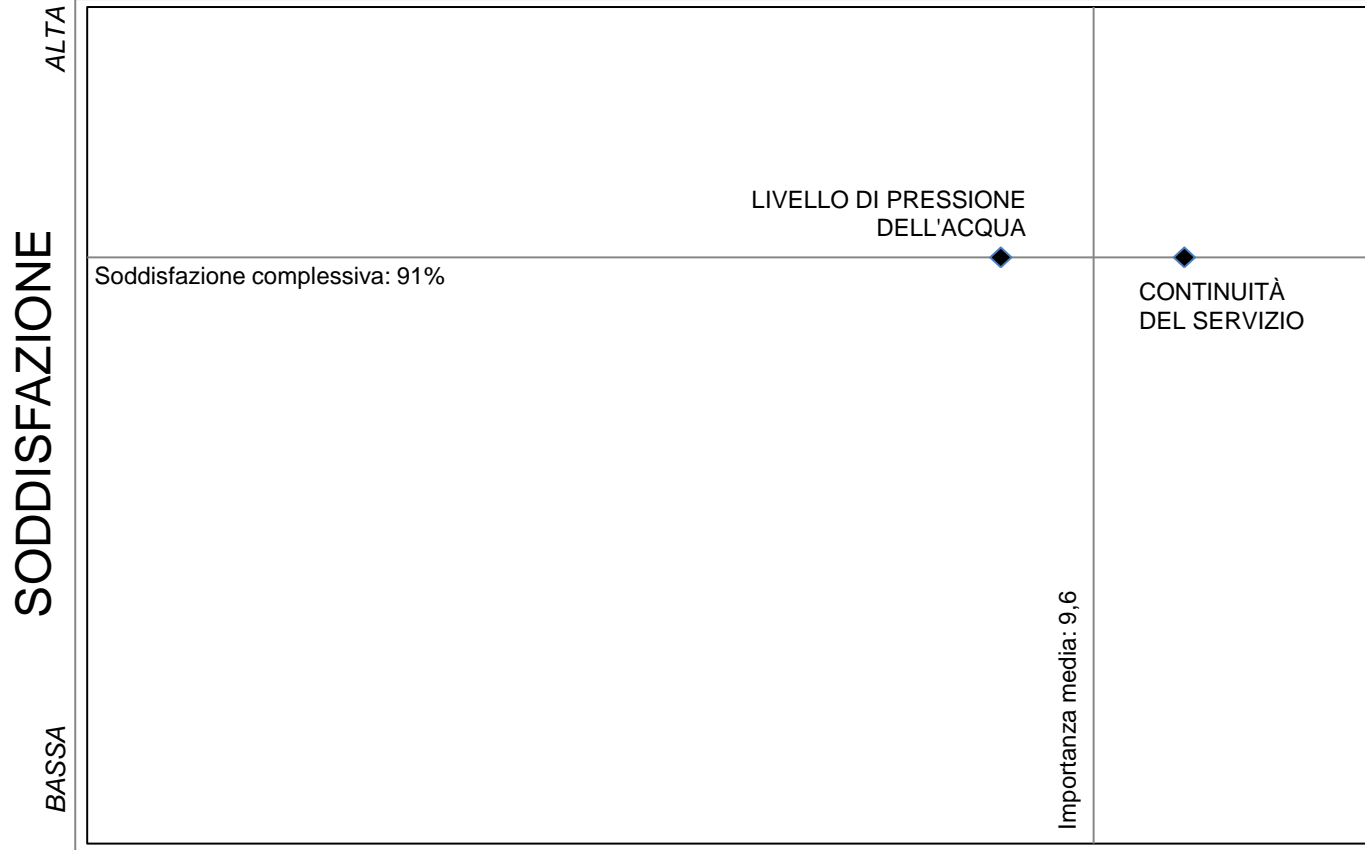 ALTA
SODDISFAZIONE
BASSA
LIVELLO DI PRESSIONE
DELL'ACQUA
Soddisfazione complessiva: 91%
CONTINUITÀ
DEL SERVIZIO
Importanza media: 9,6